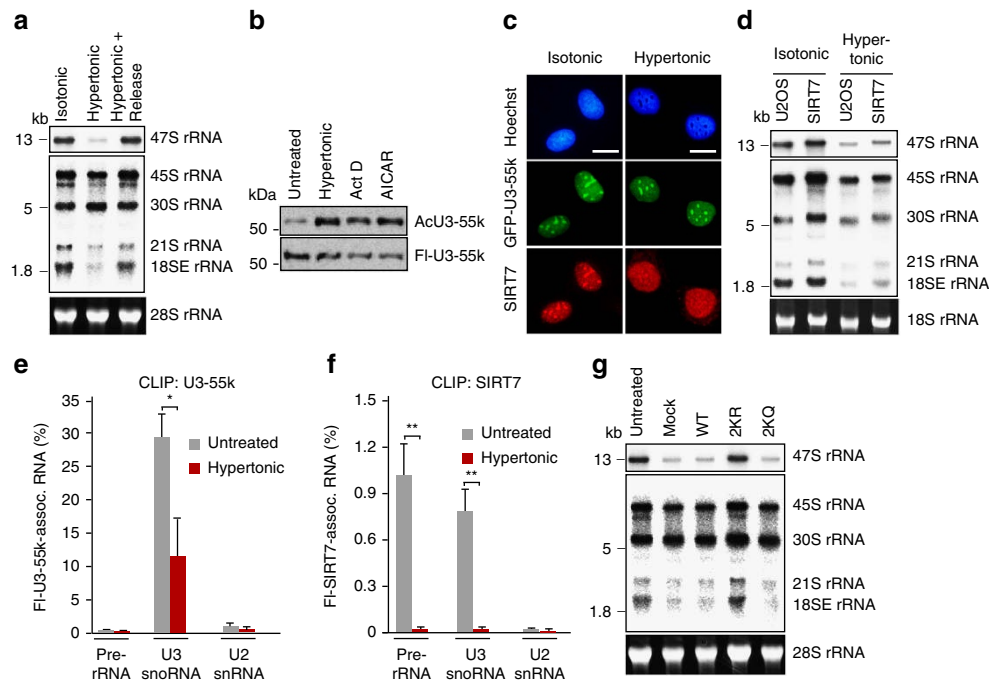 a
kb
Isotonic
Hypertonic
Hypertonic +
Release
13
5
1.8
47S rRNA
45S rRNA
30S rRNA
21S rRNA
18SE rRNA
28S rRNA
b
kDa
Untreated
Hypertonic
Act D
AICAR
50
50
AcU3-55k
Fl-U3-55k
c
Isotonic
Hypertonic
Hoechst
GFP-U3-55k
SIRT7
d
Isotonic
Hyper-
tonic
kb
U2OS
SIRT7
U2OS
SIRT7
13
5
1.8
47S rRNA
45S rRNA
30S rRNA
21S rRNA
18SE rRNA
18S rRNA
e
CLIP: U3-55k
Fl-U3-55k-assoc. RNA (%)
35
30
25
20
15
10
5
0
*
Untreated
Hypertonic
Pre-
rRNA
U3
snoRNA
U2
snRNA
f
CLIP: SIRT7
Fl-SIRT7-assoc. RNA (%)
1.5
1.2
0.9
0.6
0.3
0
**
**
Untreated
Hypertonic
Pre-
rRNA
U3
snoRNA
U2
snRNA
g
kb
Untreated
Mock
WT
2KR
2KQ
13
5
1.8
47S rRNA
45S rRNA
30S rRNA
21S rRNA
18SE rRNA
28S rRNA